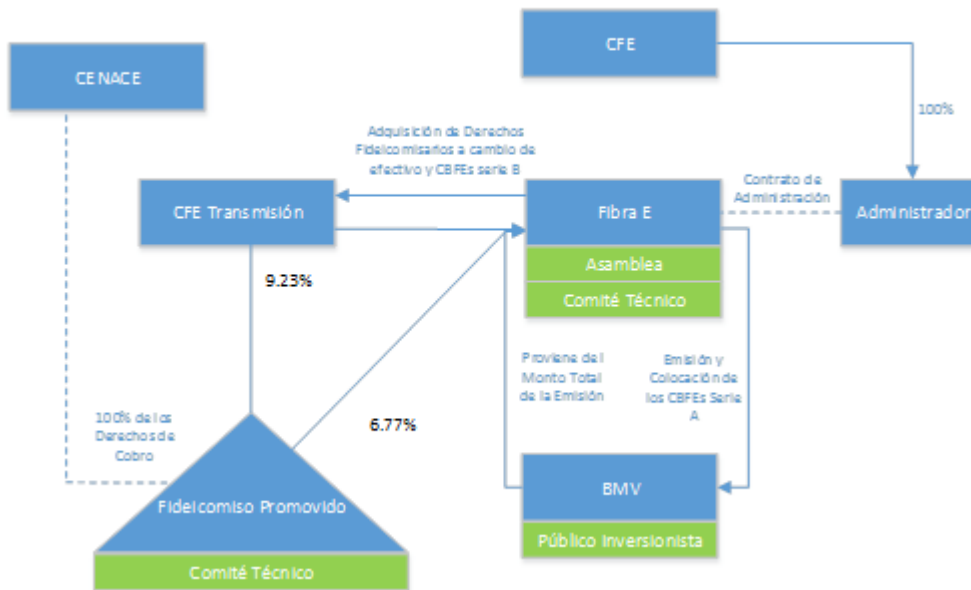 CFE
CENACE
100%
Adquisición de Derechos
Fideicomisarios a cambio de
efectivo y CBFEs serie B
Contrato de
Administración
CFE Transmisión
Fibra E
Administrador
Asamblea
Comité Técnico
9.23%
Proviene del
Monto Total
de la Emisión
Emisión y
Colocación de
los CBFEs Serie
A
100% de los
Derechos de
Cobro
6.77%
Fideicomiso Promovido
BMV
Público Inversionista
Comité Técnico